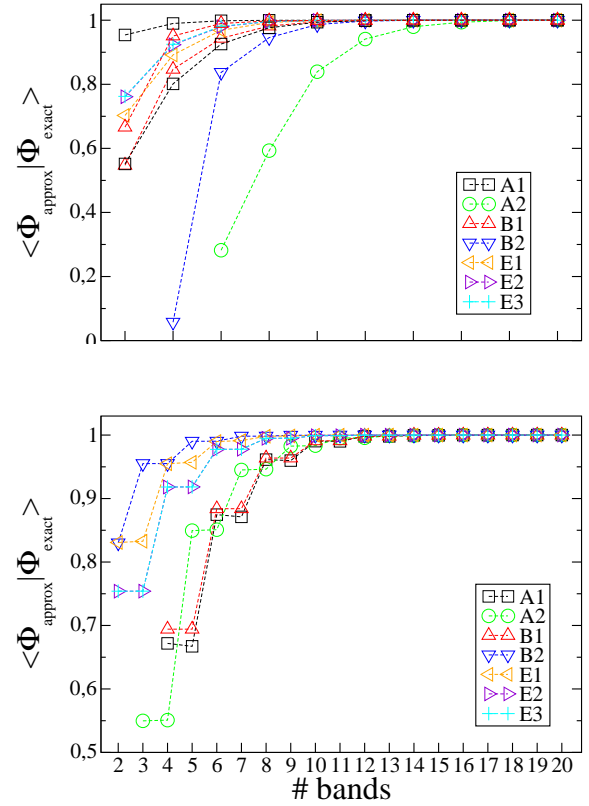 1
0,8
0,6
0,4
0,2
0
<Φapprox|Φexact>
A1
A2
B1
B2
E1
E2
E3
1
0,9
0,8
0,7
0,6
0,5
<Φapprox|Φexact>
A1
A2
B1
B2
E1
E2
E3
2 3 4 5 6 7 8 9 10 11 12 13 14 15 16 17 18 19 20
# bands